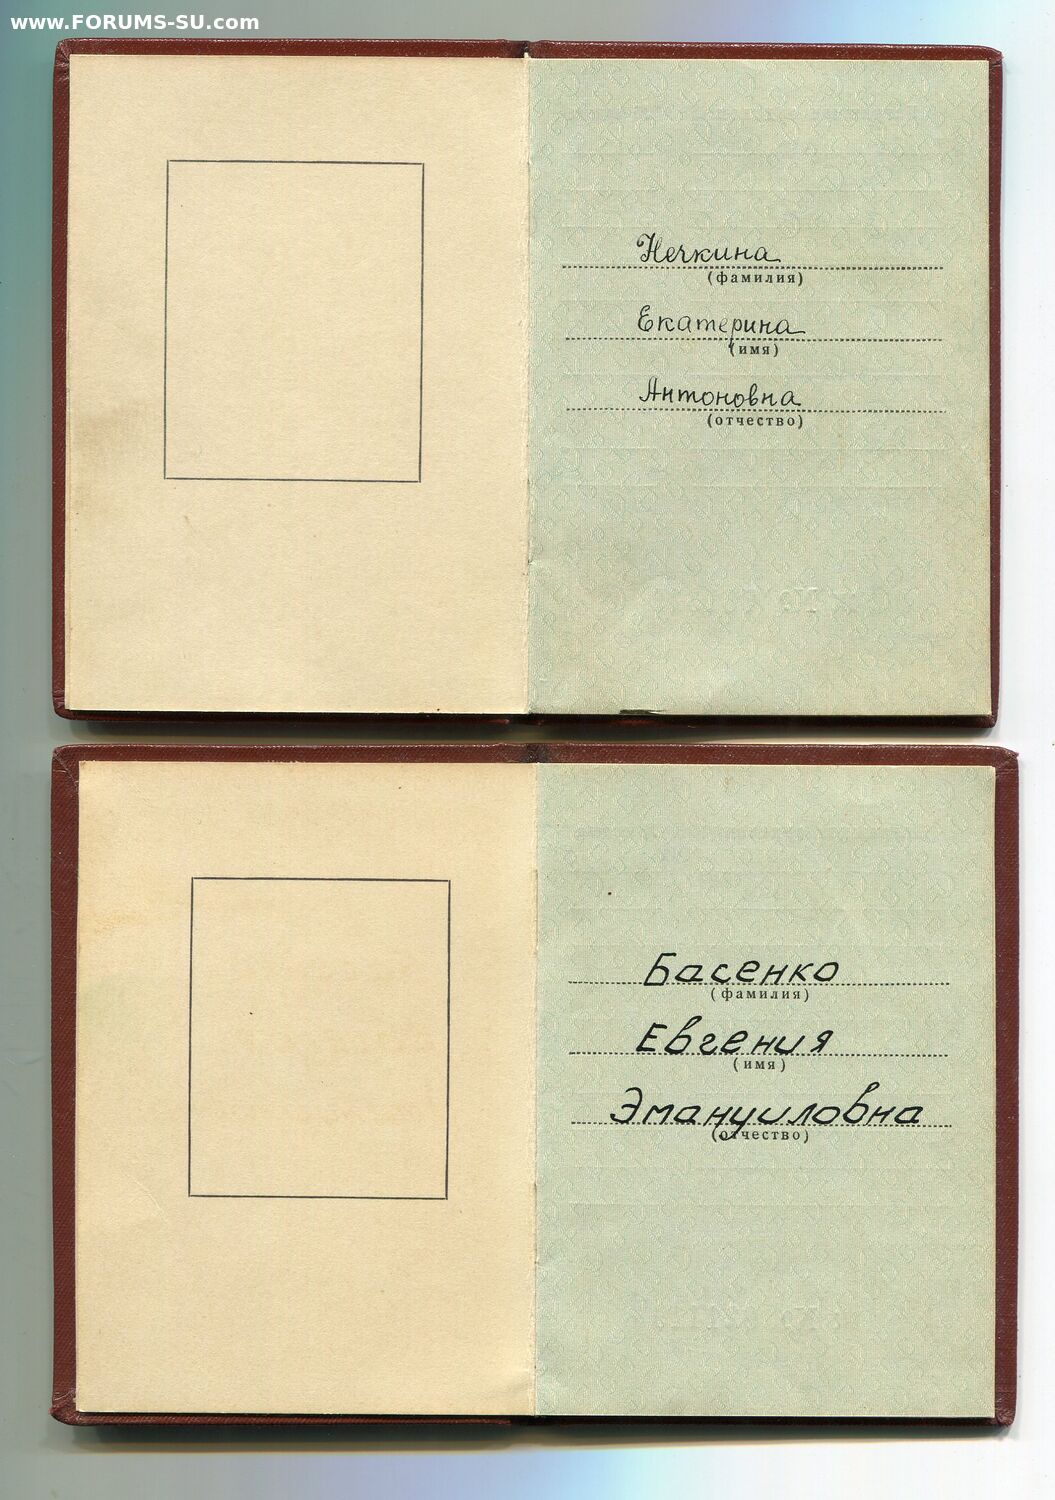 www.FORUMS-SU.com
Нечкина
(фамилия)
Екатерина
(имя)
Антоновна
(отчество)
Басенко
(фамилия)
Евгения
(имя)
Эмануиловна
(отчество)